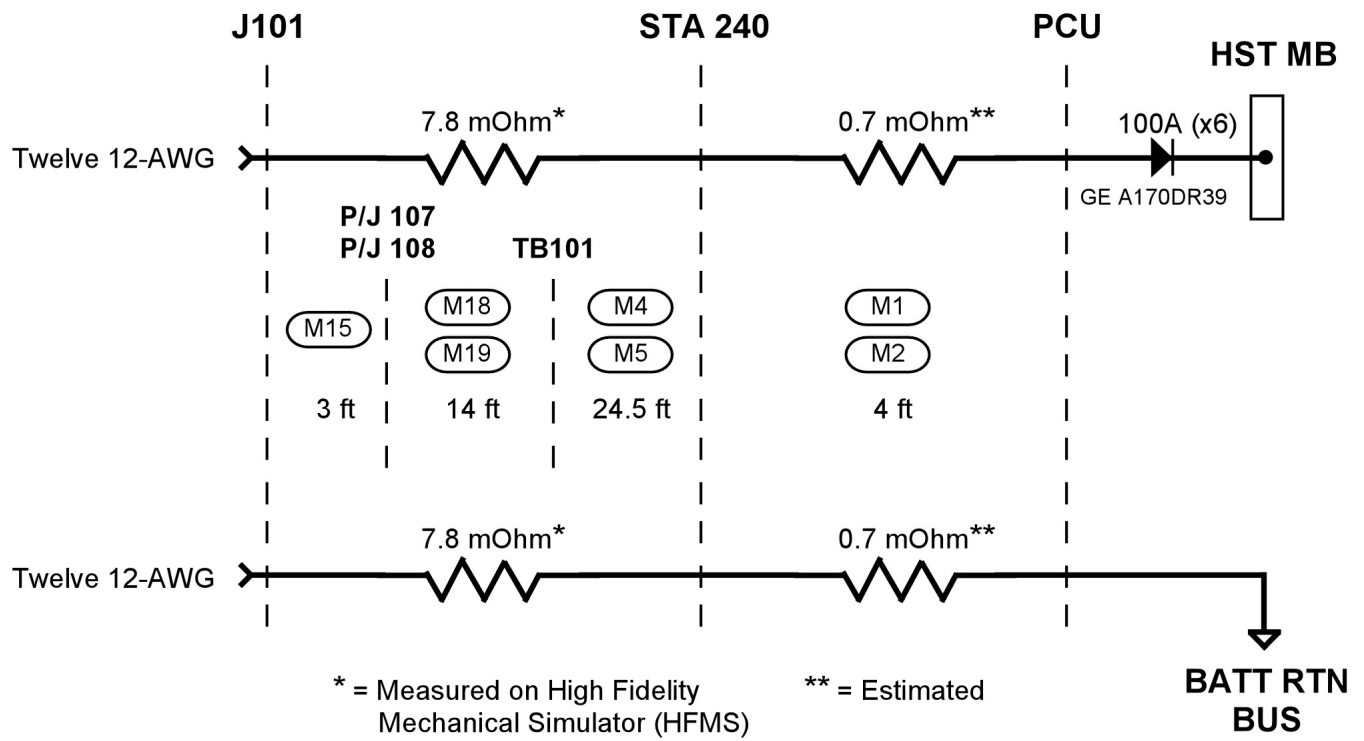 J101
STA 240
PCU
HST MB
7.8 mOhm*
0.7 mOhm**
100A (x6)
Twelve 12-AWG
GE A170DR39
P/J 107
P/J 108
TB101
M15
M18
M19
M4
M5
M1
M2
3 ft
14 ft
24.5 ft
4 ft
7.8 mOhm*
0.7 mOhm**
Twelve 12-AWG
* = Measured on High Fidelity
Mechanical Simulator (HFMS)
** = Estimated
BATT RTN
BUS